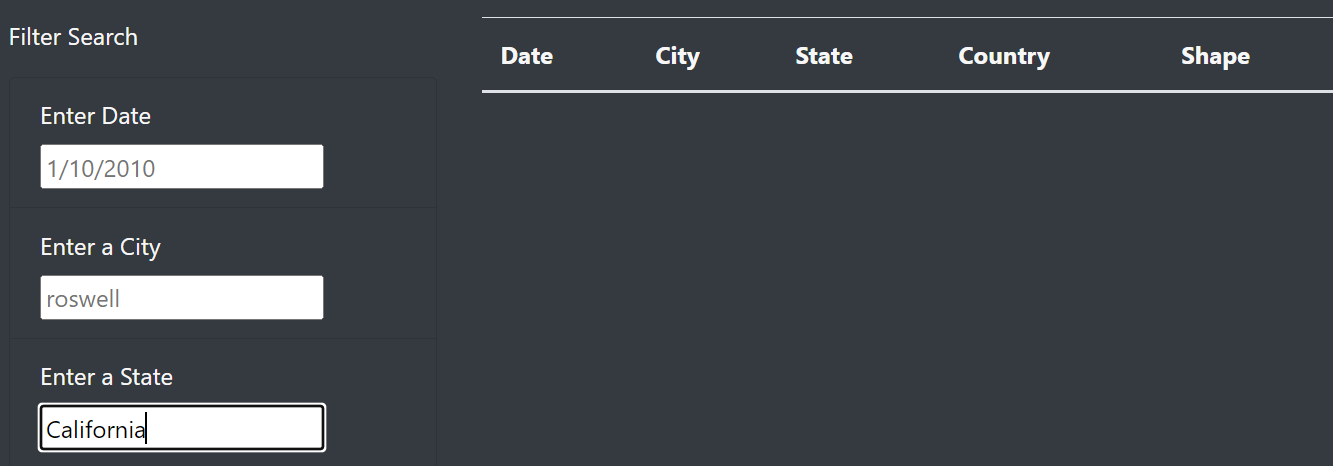 Filter Search
Enter Date
1/10/2010
Enter a City
roswell
Enter a State
California
Date City State Country Shape